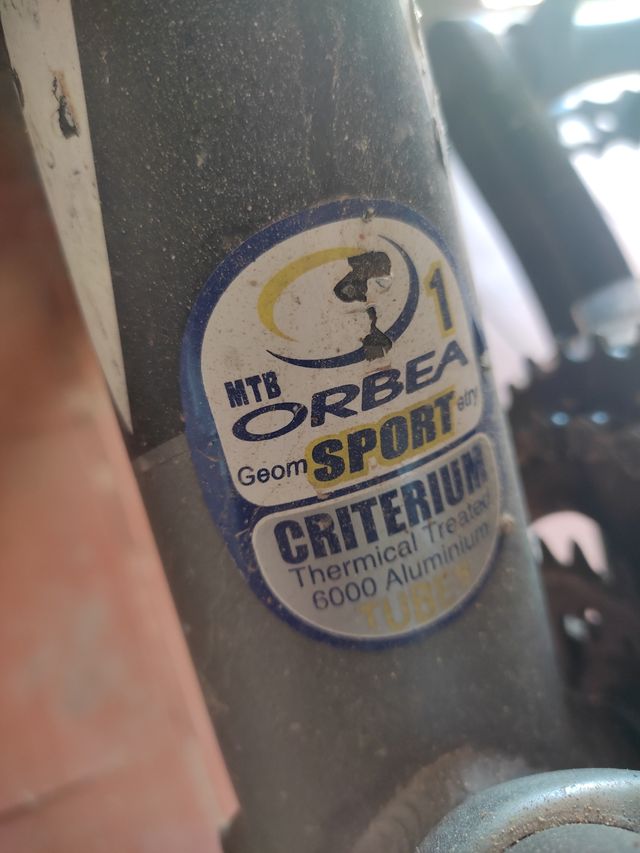 1
MTB
ORBEA
Geom SPORT etry
CRITERIUM
Thermical Treated
6000 Aluminium
TUBES